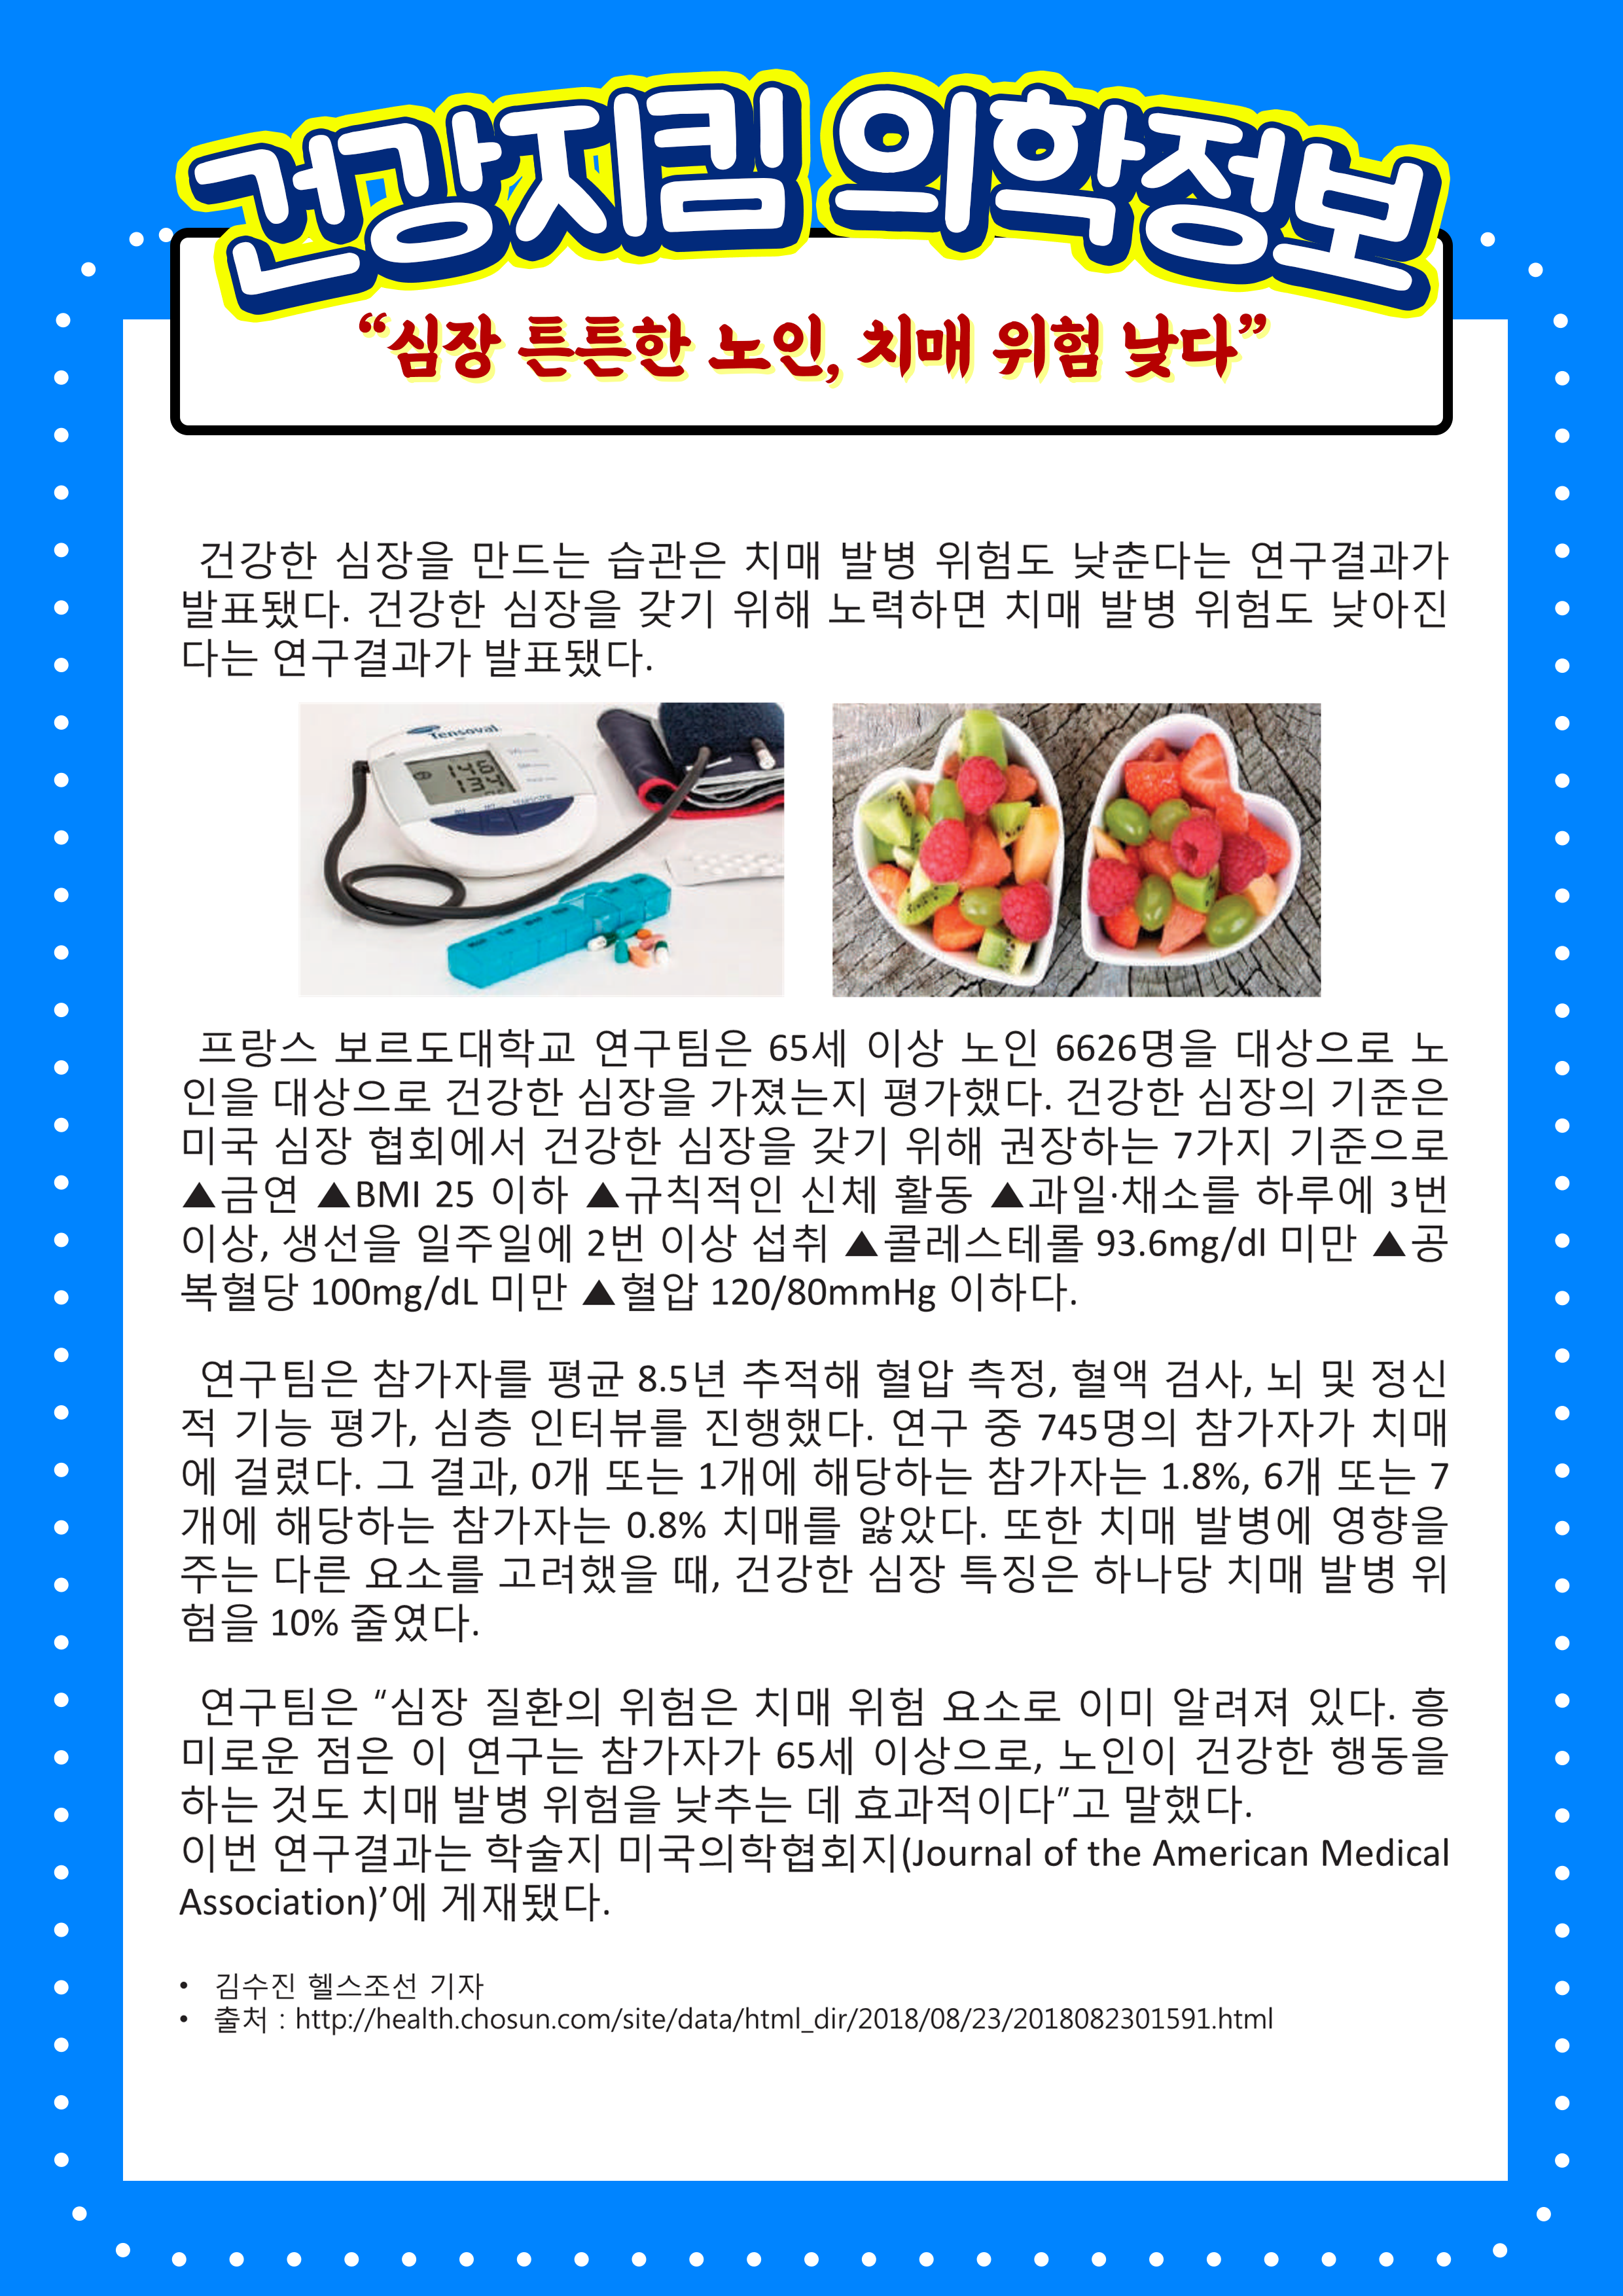 건강지킴 의학정보
“심장 튼튼한 노인, 치매 위험 낮다”
건강한 심장을 만드는 습관은 치매 발병 위험도 낮춘다는 연구결과가
발표됐다. 건강한 심장을 갖기 위해 노력하면 치매 발병 위험도 낮아진
다는 연구결과가 발표됐다.
Tensoval
146
134
프랑스 보르도대학교 연구팀은 65세 이상 노인 6626명을 대상으로 노
인을 대상으로 건강한 심장을 가졌는지 평가했다. 건강한 심장의 기준은
미국 심장 협회에서 건강한 심장을 갖기 위해 권장하는 7가지 기준으로
▲금연 ▲BMI 25 이하 ▲규칙적인 신체 활동 ▲과일·채소를 하루에 3번
이상, 생선을 일주일에 2번 이상 섭취 ▲콜레스테롤 93.6mg/dl 미만 ▲공
복혈당 100mg/dL 미만 ▲혈압 120/80mmHg 이하다.
연구팀은 참가자를 평균 8.5년 추적해 혈압 측정, 혈액 검사, 뇌 및 정신
적 기능 평가, 심층 인터뷰를 진행했다. 연구 중 745명의 참가자가 치매
에 걸렸다. 그 결과, 0개 또는 1개에 해당하는 참가자는 1.8%, 6개 또는 7
개에 해당하는 참가자는 0.8% 치매를 앓았다. 또한 치매 발병에 영향을
주는 다른 요소를 고려했을 때, 건강한 심장 특징은 하나당 치매 발병 위
험을 10% 줄였다.
연구팀은 “심장 질환의 위험은 치매 위험 요소로 이미 알려져 있다. 흥
미로운 점은 이 연구는 참가자가 65세 이상으로, 노인이 건강한 행동을
하는 것도 치매 발병 위험을 낮추는 데 효과적이다”고 말했다.
이번 연구결과는 학술지 미국의학협회지(Journal of the American Medical
Association)’에 게재됐다.
• 김수진 헬스조선 기자
• 출처 : http://health.chosun.com/site/data/html_dir/2018/08/23/2018082301591.html